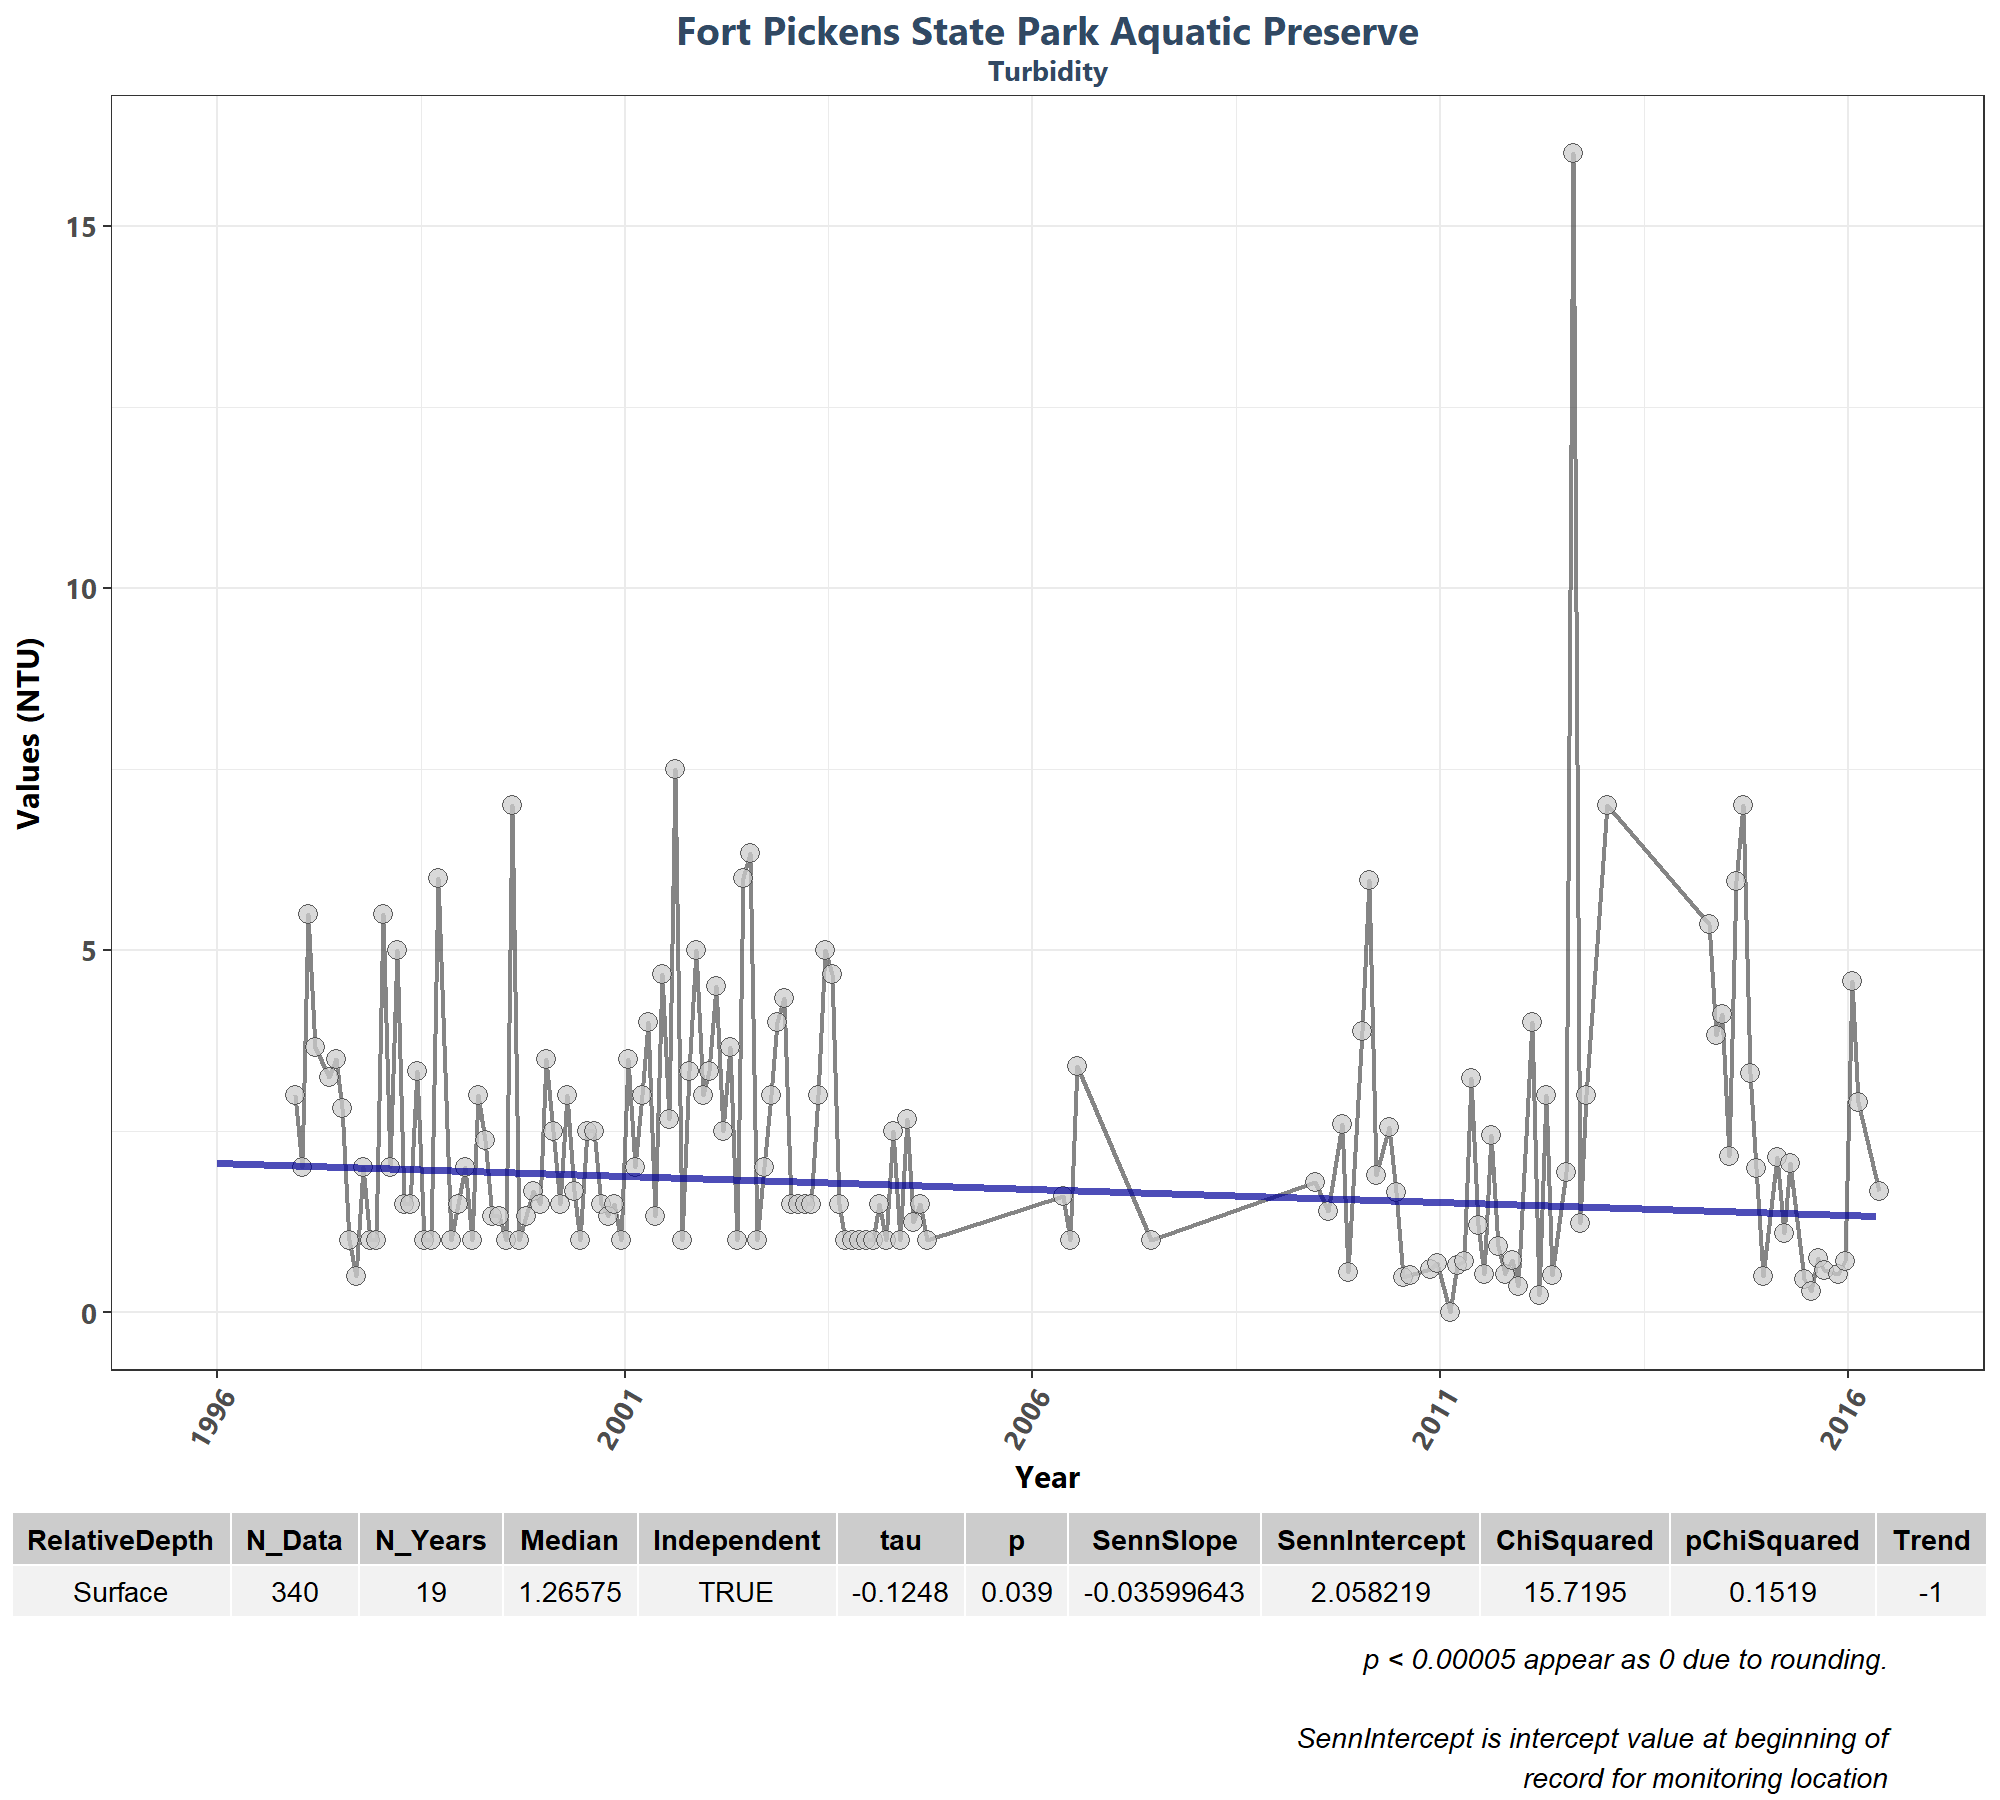 Fort Pickens State Park Aquatic Preserve
Turbidity
Values (NTU)
15
10
5
0
1996
2001
2006
2011
2016
Year
RelativeDepth N_Data N_Years Median Independent tau p SennSlope SennIntercept ChiSquared pChiSquared Trend
Surface 340 19 1.26575 TRUE -0.1248 0.039 -0.03599643 2.058219 15.7195 0.1519 -1
p < 0.00005 appear as 0 due to rounding.
SennIntercept is intercept value at beginning of
record for monitoring location